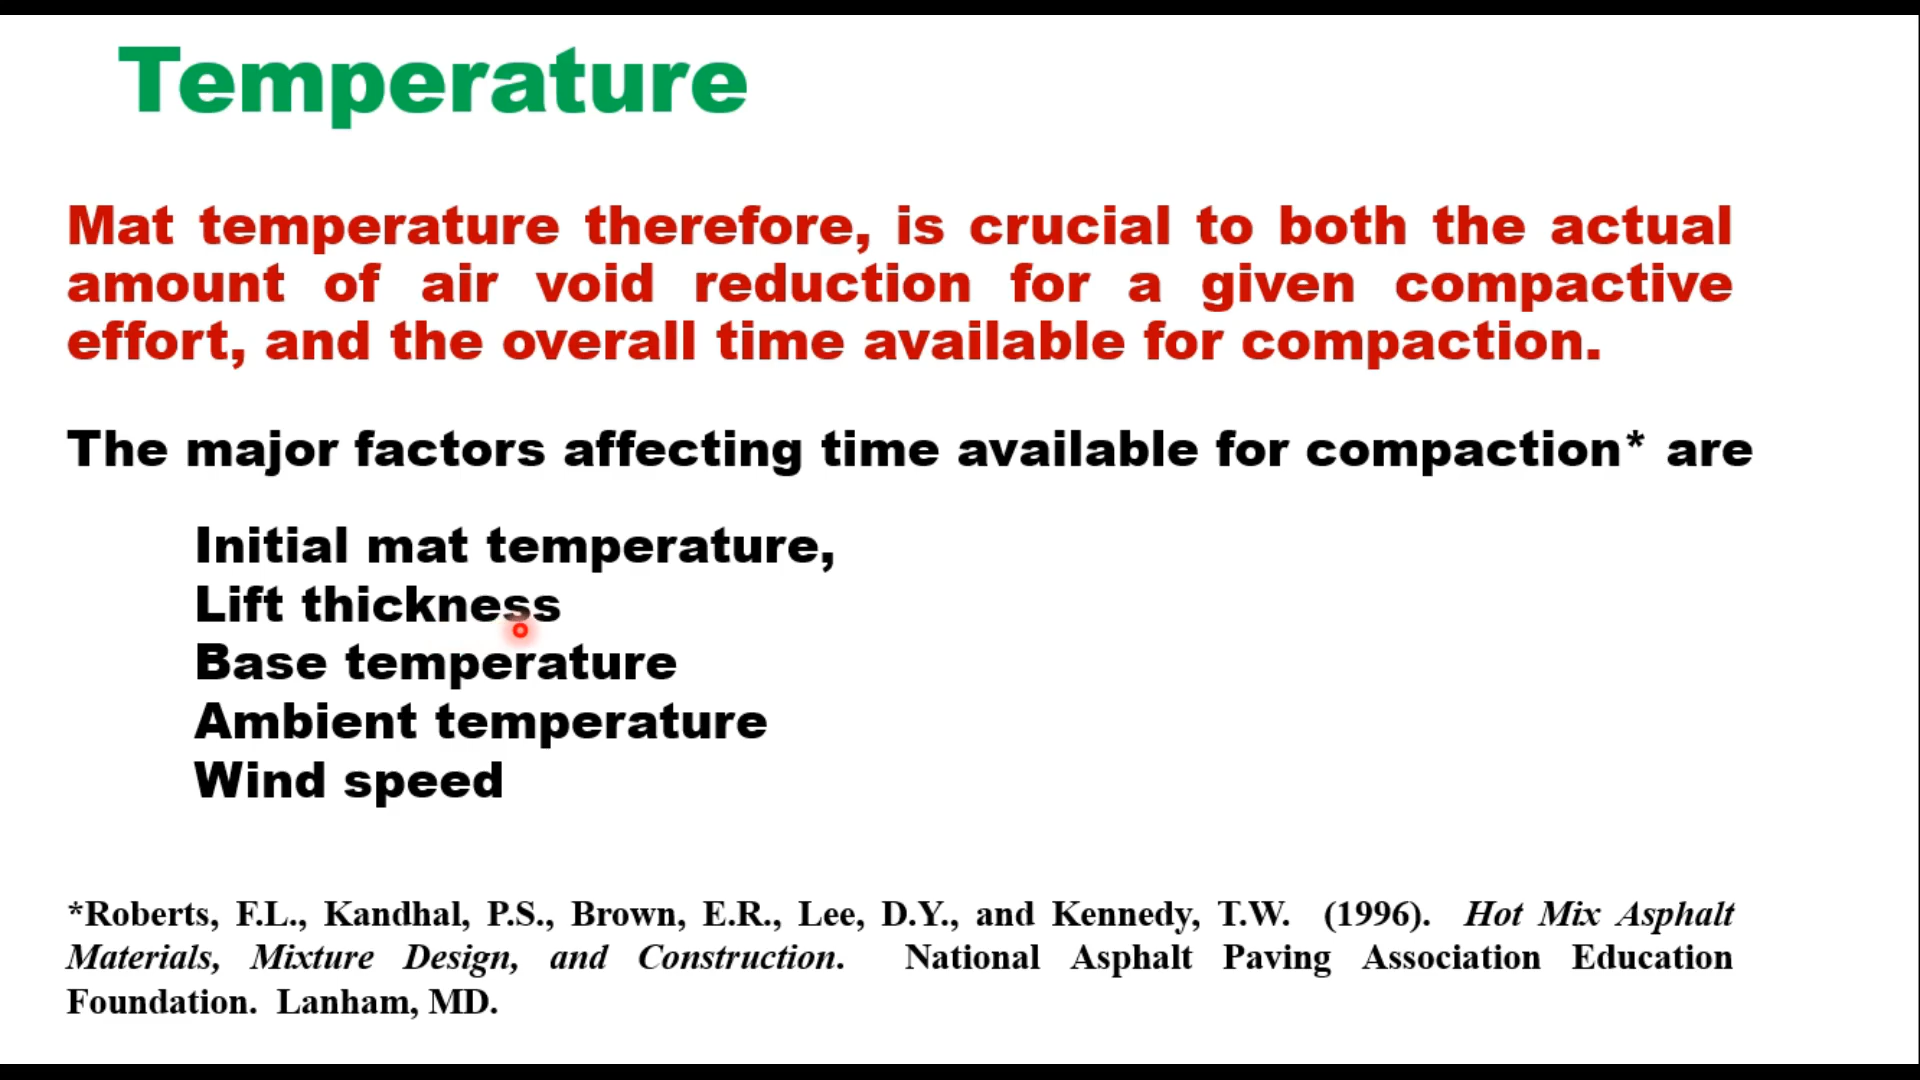 Temperature
Mat temperature therefore, is crucial to both the actual
amount of air void reduction for a given compactive
effort, and the overall time available for compaction.
The major factors affecting time available for compaction* are
Initial mat temperature,
Lift thickness
Base temperature
Ambient temperature
Wind speed
*Roberts, F.L., Kandhal, P.S., Brown, E.R., Lee, D.Y., and Kennedy, T.W. (1996). Hot Mix Asphalt
Materials, Mixture Design, and Construction. National Asphalt Paving Association Education
Foundation. Lanham, MD.